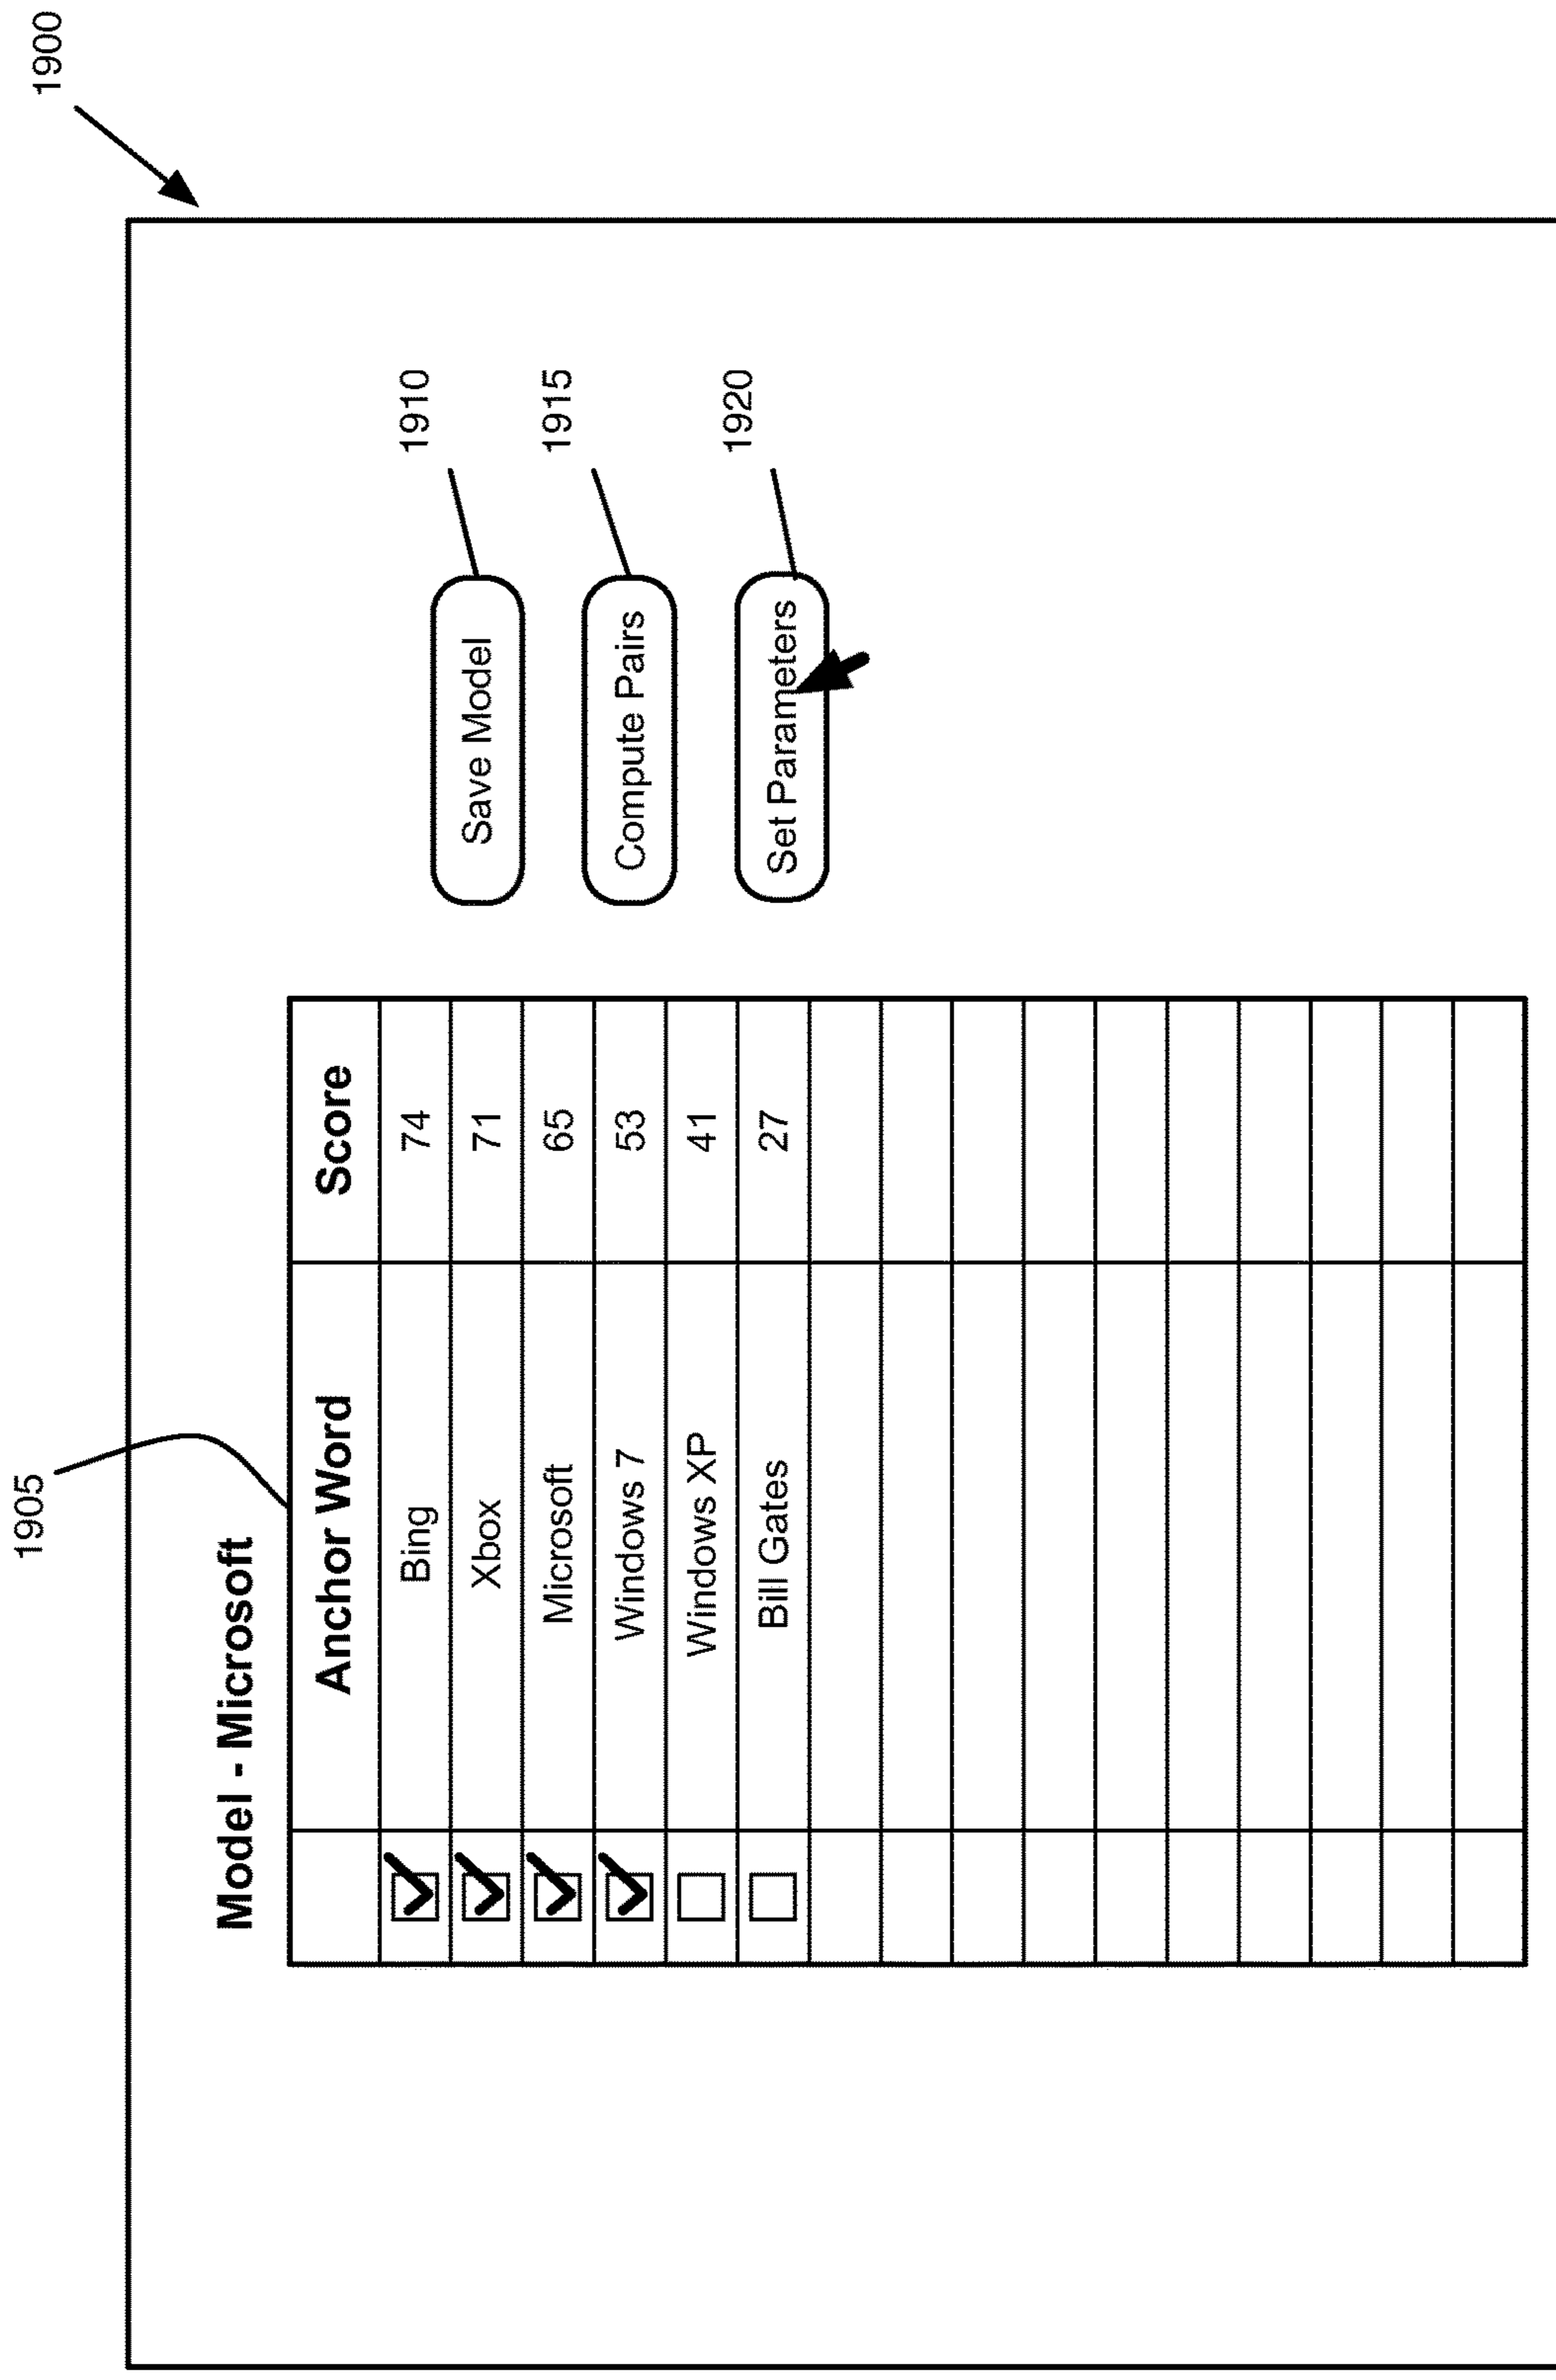 1900
1905
Model - Microsoft
Anchor Word Score
Bing 74
Xbox 71
Microsoft 65
Windows 7 53
Windows XP 41
Bill Gates 27
Save Model
1910
Compute Pairs
1915
Set Parameters
1920